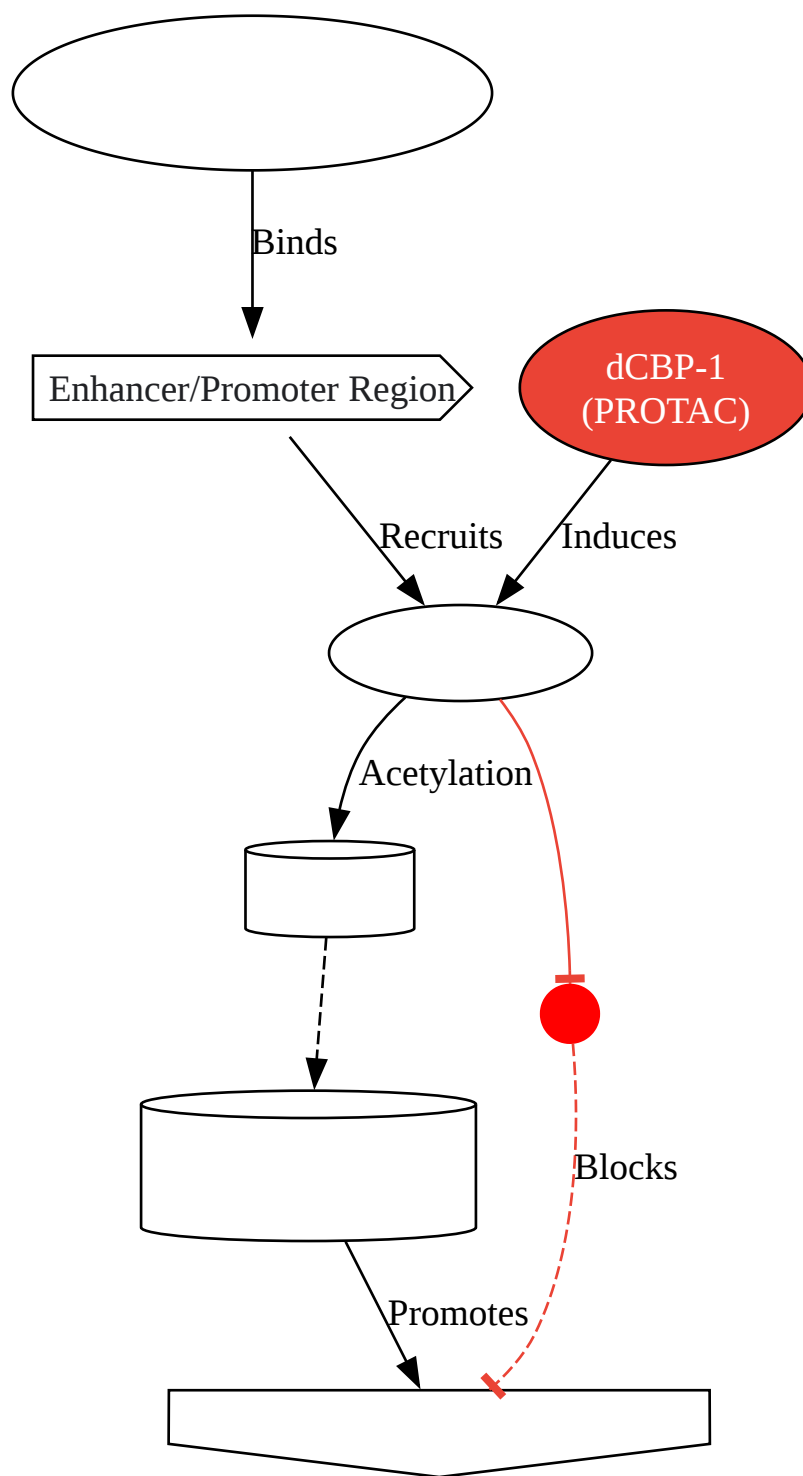 Binds
Enhancer/Promoter Region
dCBP-1
(PROTAC)
Recruits
Induces
Acetylation
Blocks
Promotes